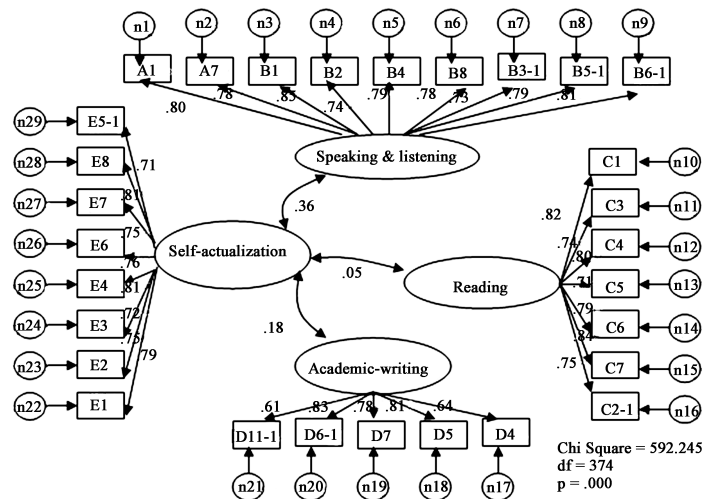 n1 n2 n3 n4 n5 n6 n7 n8 n9
A1 A7 B1 B2 B4 B8 B3-1 B5-1 B6-1
.80 .78 .85 .74 .79 .78 .73 .79 .81
Speaking & listening
n29 E5-1
n28 E8
n27 E7
n26 E6
n25 E4
n24 E3
n23 E2
n22 E1
.71
.81
.75
.76
.81
.72
.75
.79
Self-actualization
.36
.05
.18
Reading
C1 n10
C3 n11
C4 n12
C5 n13
C6 n14
C7 n15
C2-1 n16
.82
.74
.80
.71
.79
.84
.75
Academic-writing
.61 .83 .78 .81 .64
D11-1 D6-1 D7 D5 D4
n21 n20 n19 n18 n17
Chi Square = 592.245
df = 374
p = .000